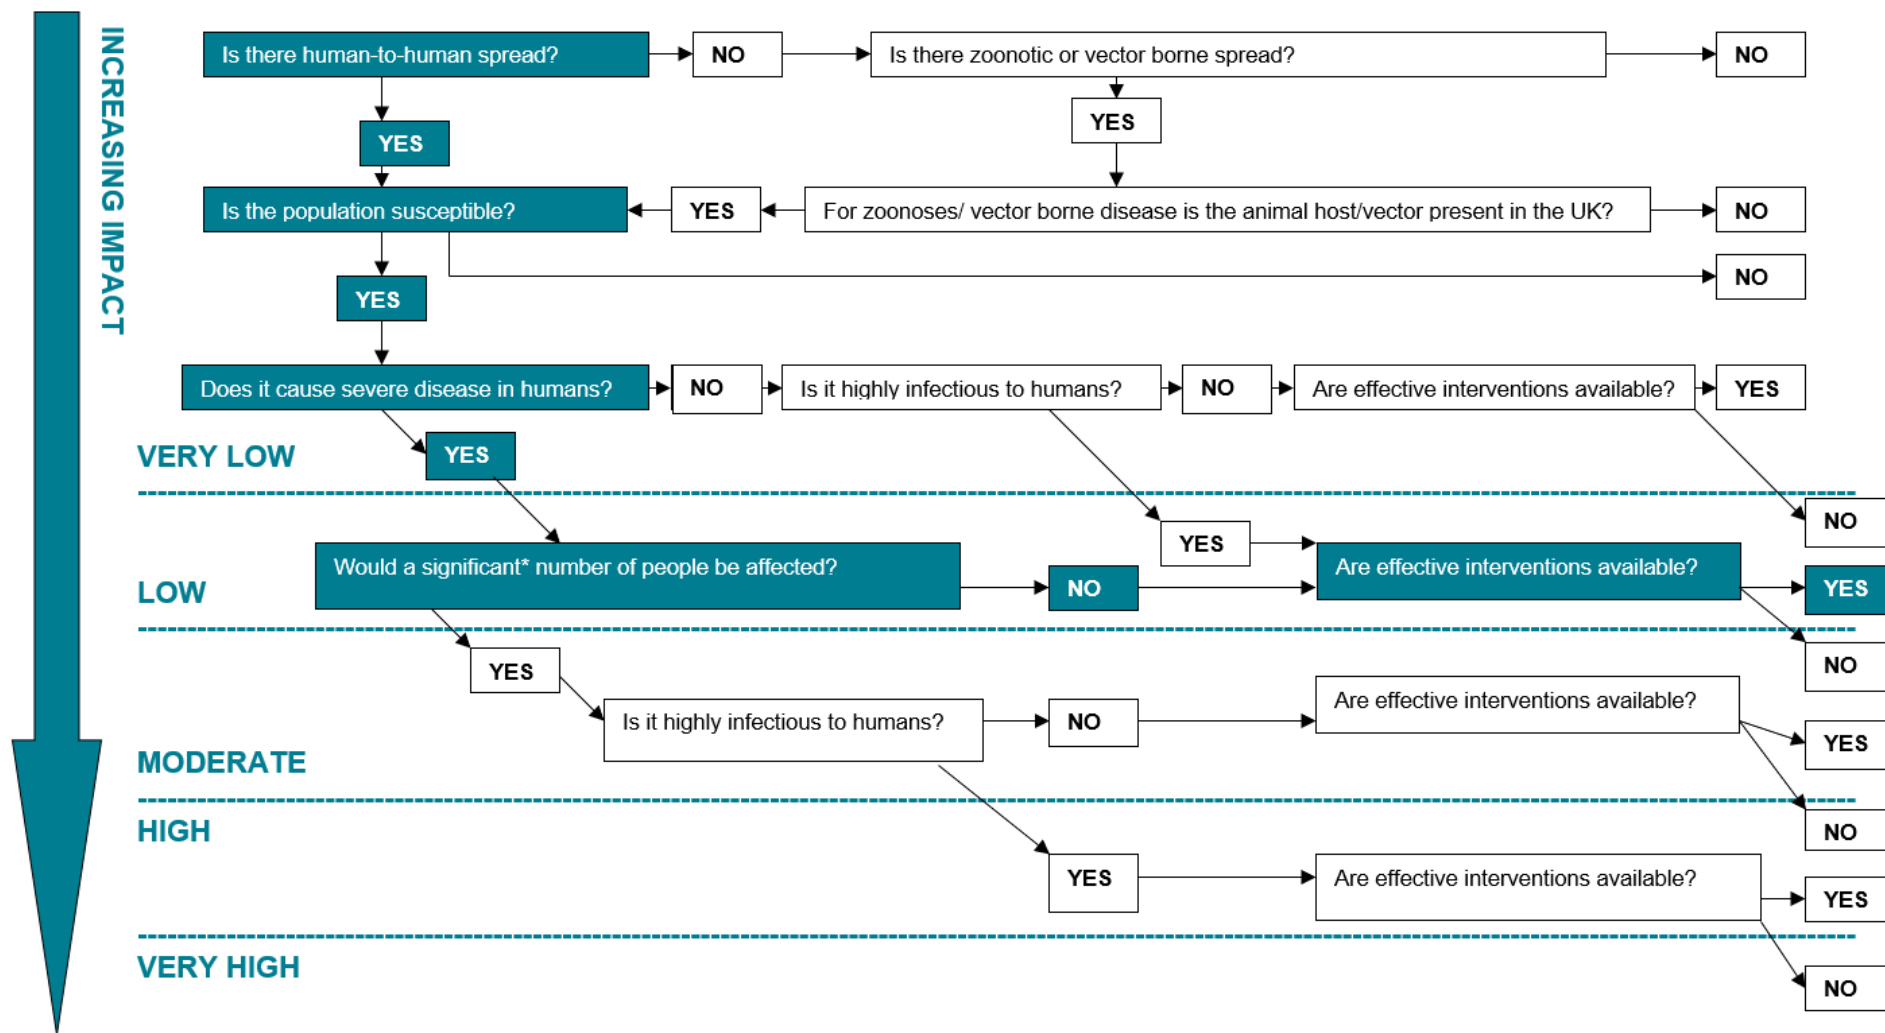 INCREASING IMPACT
Is there human-to-human spread?
NO
Is there zoonotic or vector borne spread?
NO
YES
YES
Is the population susceptible?
YES
For zoonoses/ vector borne disease is the animal host/vector present in the UK?
NO
NO
YES
Does it cause severe disease in humans?
NO
Is it highly infectious to humans?
NO
Are effective interventions available?
YES
VERY LOW
YES
NO
YES
Would a significant* number of people be affected?
Are effective interventions available?
LOW
NO
YES
NO
YES
Is it highly infectious to humans?
NO
Are effective interventions available?
YES
MODERATE
HIGH
NO
YES
Are effective interventions available?
YES
VERY HIGH
NO